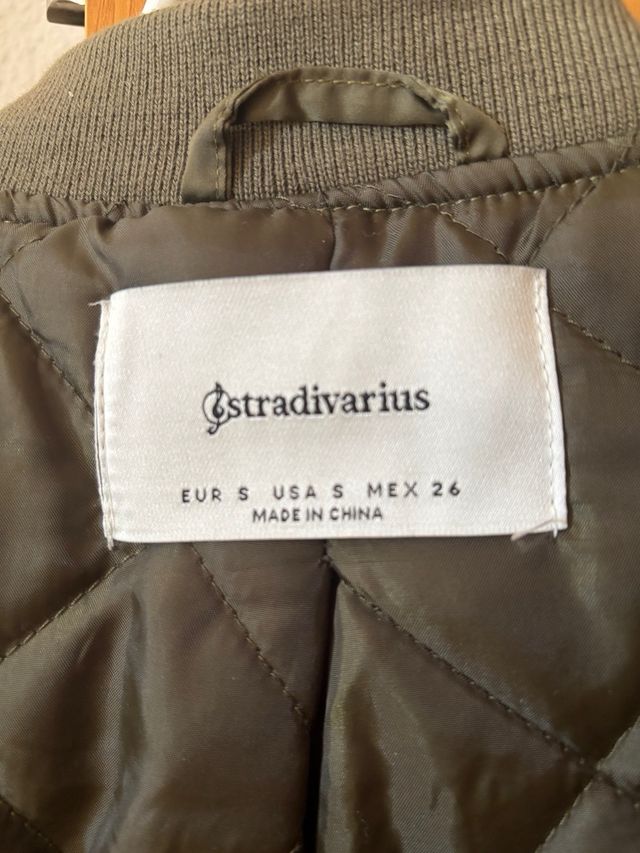 stradivarius
EUR S USA S MEX 26
MADE IN CHINA